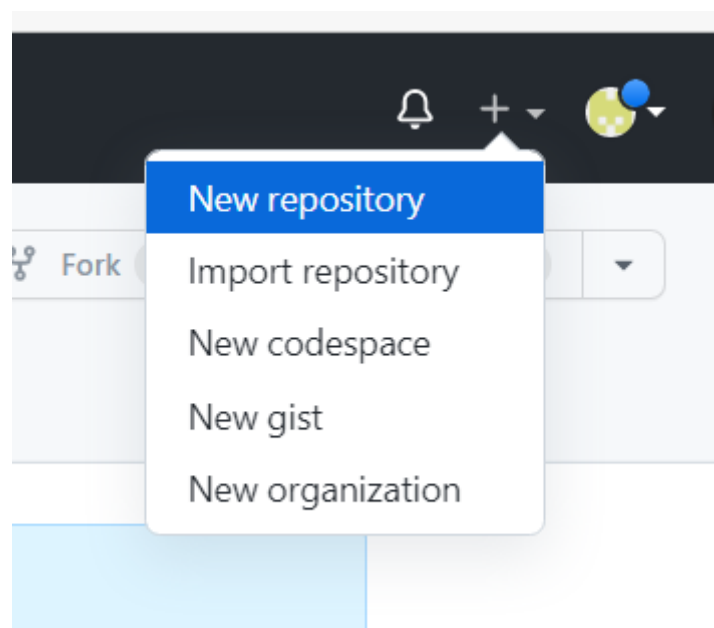 New repository
Fork
Import repository
New codespace
New gist
New organization